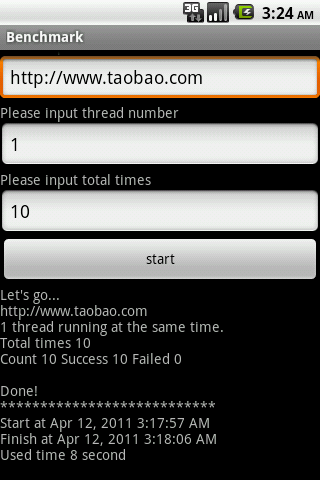 3G 3:24 AM
Benchmark
http://www.taobao.com
Please input thread number
1
Please input total times
10
start
Let's go...
http://www.taobao.com
1 thread running at the same time.
Total times 10
Count 10 Success 10 Failed 0
Done!
***************************
Start at Apr 12, 2011 3:17:57 AM
Finish at Apr 12, 2011 3:18:06 AM
Used time 8 second